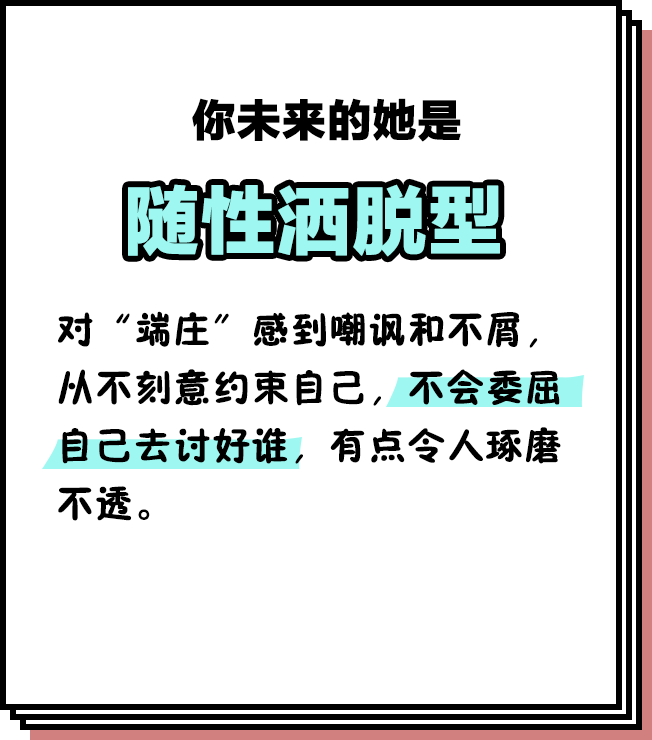 你未来的她是
随性洒脱型
对“端庄”感到嘲讽和不屑，
从不刻意约束自己，不会委屈
自己去讨好谁，有点令人琢磨
不透。